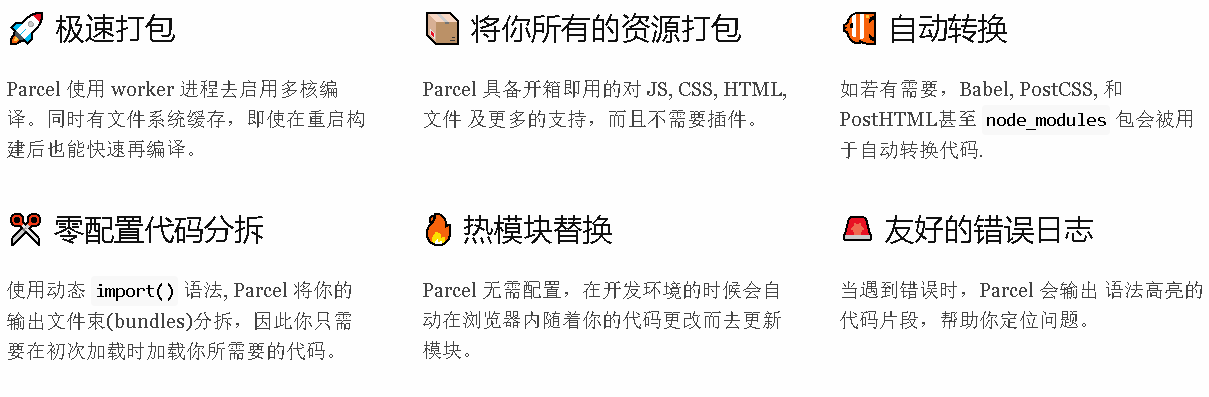 极速打包
Parcel 使用 worker 进程去启用多核编
译。同时有文件系统缓存，即使在重启构
建后也能快速再编译。
将你所有的资源打包
Parcel 具备开箱即用的对 JS, CSS, HTML,
文件 及更多的支持，而且不需要插件。
自动转换
如若有需要，Babel, PostCSS, 和
PostHTML甚至 node_modules 包会被用
于自动转换代码.
零配置代码分拆
使用动态 import() 语法, Parcel 将你的
输出文件束(bundles)分拆，因此你只需
要在初次加载时加载你所需要的代码。
热模块替换
Parcel 无需配置，在开发环境的时候会自
动在浏览器内随着你的代码更改而去更新
模块。
友好的错误日志
当遇到错误时，Parcel 会输出 语法高亮的
代码片段，帮助你定位问题。